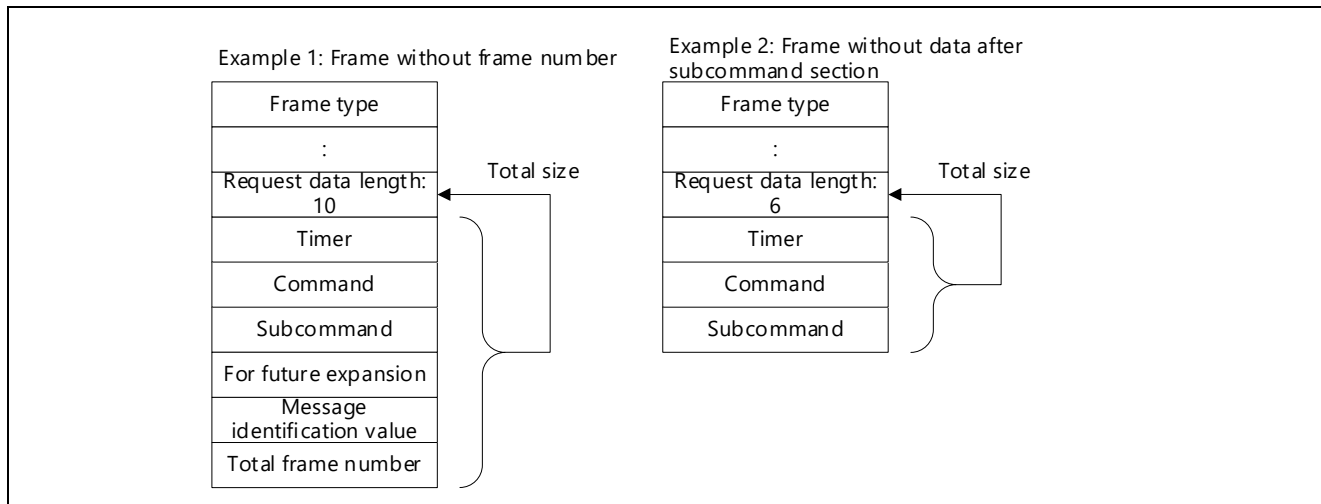 Example 1: Frame without frame number
Frame type
:
Request data length:
10
Timer
Command
Subcommand
For future expansion
Message
identification value
Total frame number
Total size
Example 2: Frame without data after
subcommand section
Frame type
:
Request data length:
6
Timer
Command
Subcommand
Total size